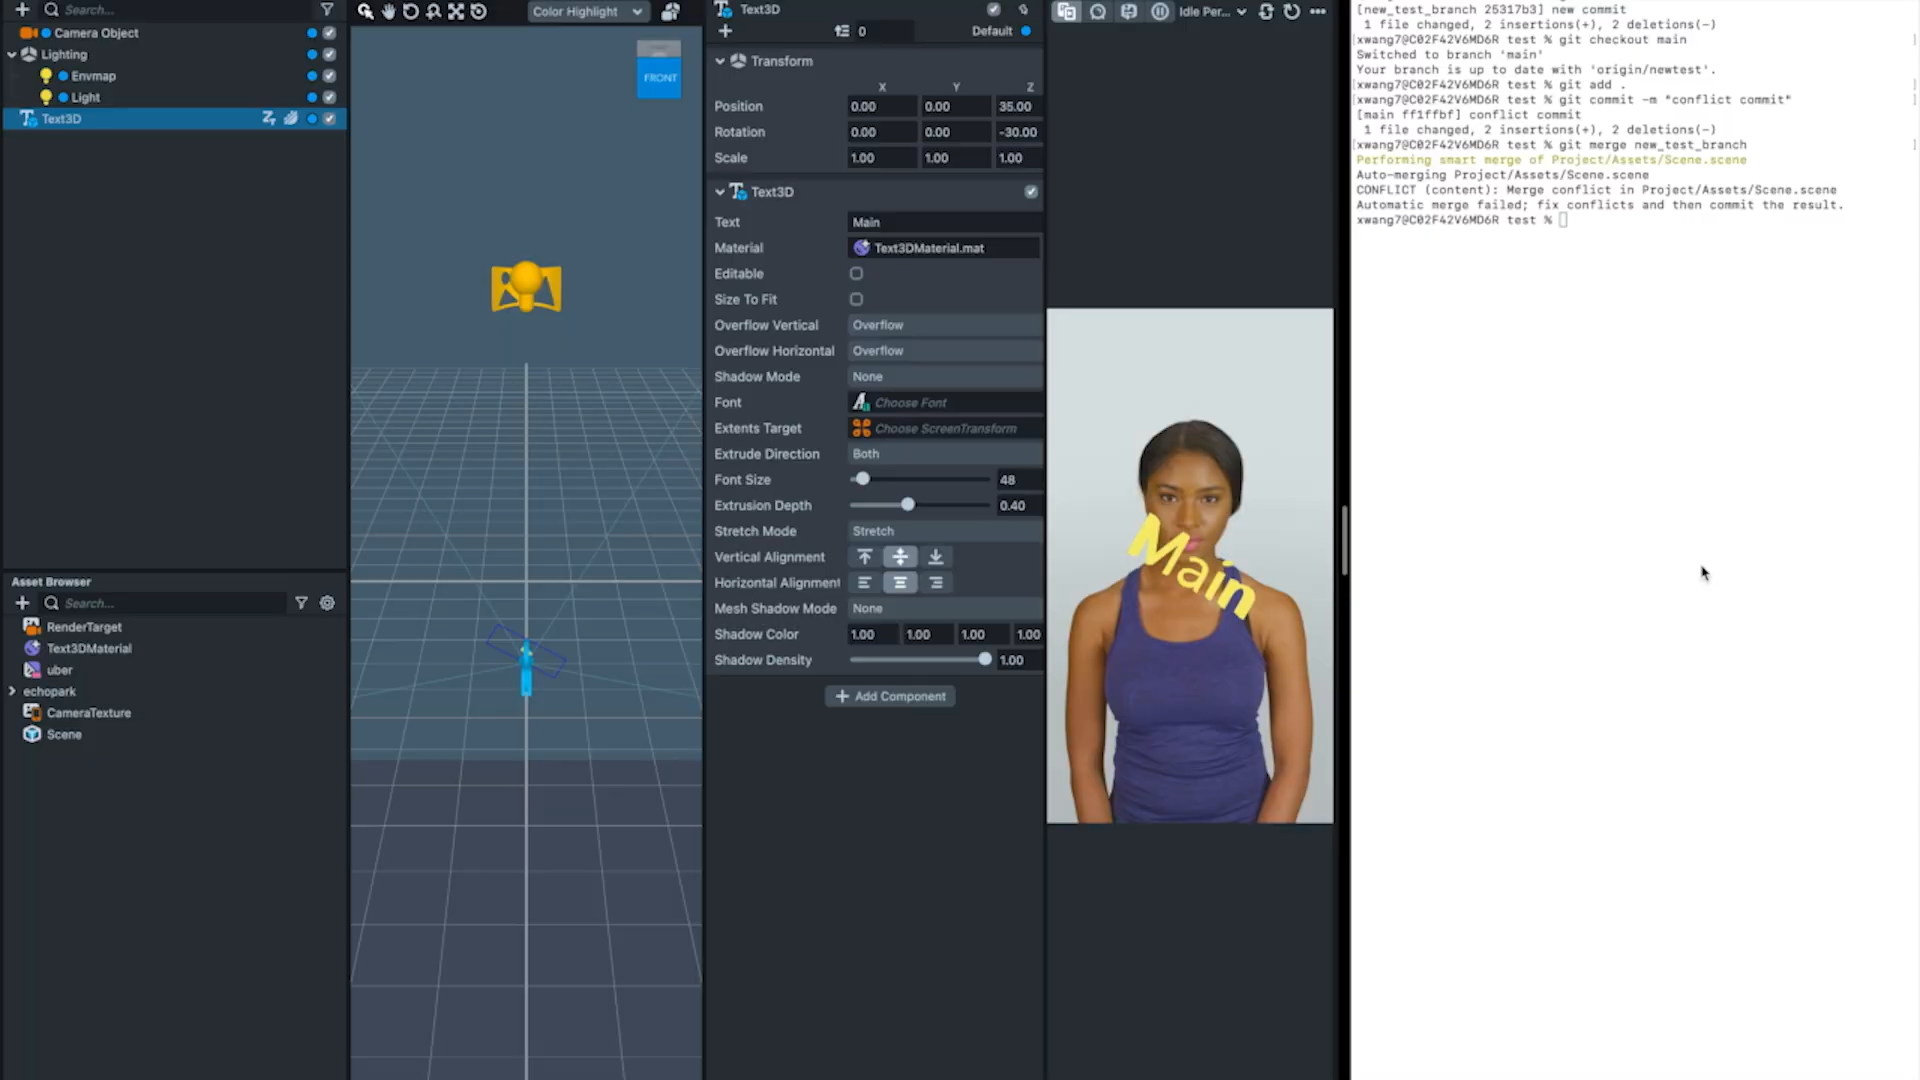 Search...
Camera Object
Lighting
Envmap
Light
Text3D
Asset Browser
Search...
RenderTarget
Text3DMaterial
uber
echopark
CameraTexture
Scene
Color Highlight
FRONT
Text3D
0
Default
Transform
X Y Z
Position 0.00 0.00 35.00
Rotation 0.00 0.00 -30.00
Scale 1.00 1.00 1.00
Text3D
Text Main
Material Text3DMaterial.mat
Editable
Size To Fit
Overflow Vertical Overflow
Overflow Horizontal Overflow
Shadow Mode None
Font Choose Font
Extents Target Choose ScreenTransform
Extrude Direction Both
Font Size 48
Extrusion Depth 0.40
Stretch Mode Stretch
Vertical Alignment
Horizontal Alignment
Mesh Shadow Mode None
Shadow Color 1.00 1.00 1.00 1.00
Shadow Density 1.00
Add Component
Idle Per...
Main
[new_test_branch 25317b3] new commit
1 file changed, 2 insertions(+), 2 deletions(-)
[xwang7@C02F42V6MD6R test % git checkout main ]
Switched to branch 'main'
Your branch is up to date with 'origin/newtest'.
[xwang7@C02F42V6MD6R test % git add . ]
[xwang7@C02F42V6MD6R test % git commit -m "conflict commit" ]
[main ff1ffbf] conflict commit
1 file changed, 2 insertions(+), 2 deletions(-)
[xwang7@C02F42V6MD6R test % git merge new_test_branch ]
Performing smart merge of Project/Assets/Scene.scene
Auto-merging Project/Assets/Scene.scene
CONFLICT (content): Merge conflict in Project/Assets/Scene.scene
Automatic merge failed; fix conflicts and then commit the result.
xwang7@C02F42V6MD6R test %